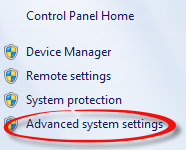 Control Panel Home
Device Manager
Remote settings
System protection
Advanced system settings